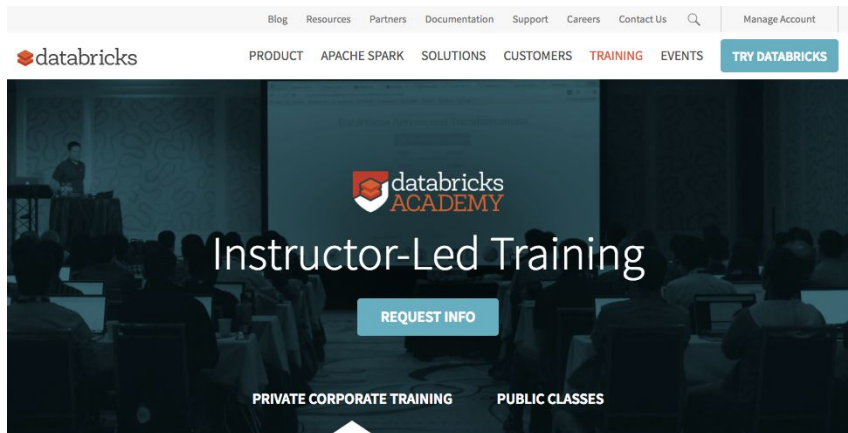 Blog Resources Partners Documentation Support Careers Contact Us Manage Account
databricks PRODUCT APACHE SPARK SOLUTIONS CUSTOMERS TRAINING EVENTS TRY DATABRICKS
databricks
ACADEMY
Instructor-Led Training
REQUEST INFO
PRIVATE CORPORATE TRAINING PUBLIC CLASSES